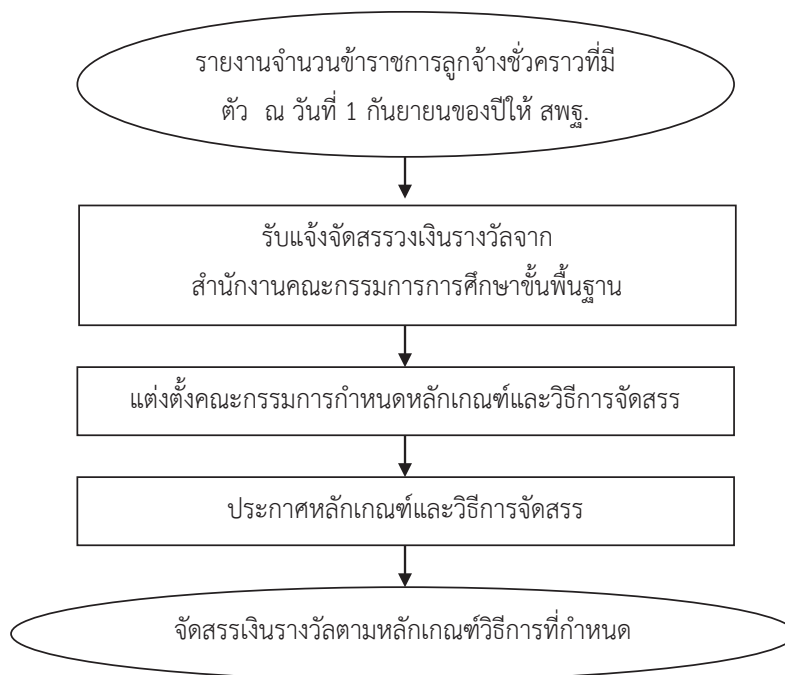 รายงานจำนวนข้าราชการลูกจ้างชั่วคราวที่มี
ตัว ณ วันที่ 1 กันยายนของปีให้ สพฐ.
รับแจ้งจัดสรรวงเงินรางวัลจาก
สำนักงานคณะกรรมการการศึกษาขั้นพื้นฐาน
แต่งตั้งคณะกรรมการกำหนดหลักเกณฑ์และวิธีการจัดสรร
ประกาศหลักเกณฑ์และวิธีการจัดสรร
จัดสรรเงินรางวัลตามหลักเกณฑ์วิธีการที่กำหนด